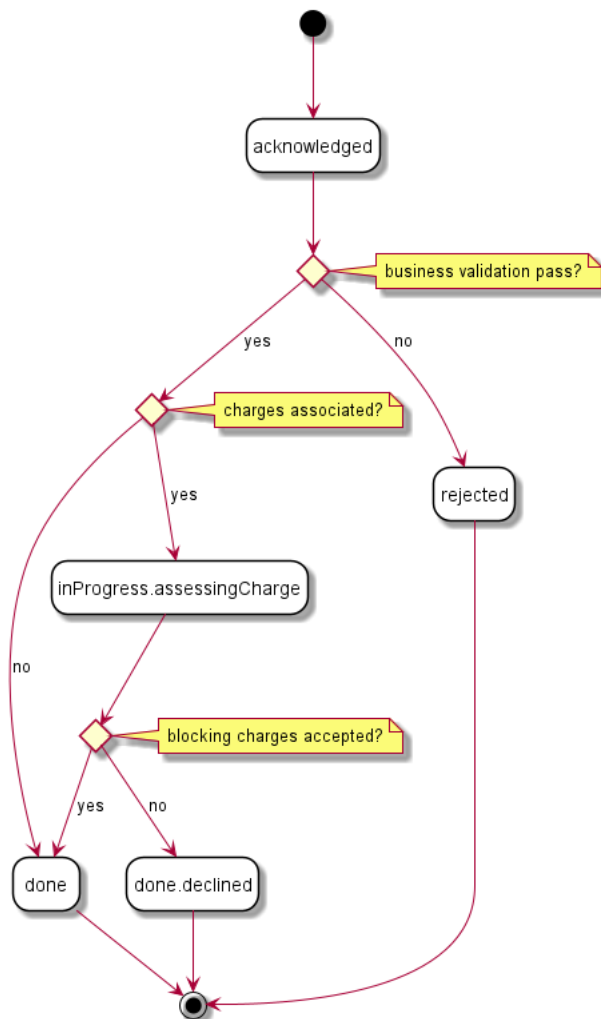 acknowledged
business validation pass?
yes
no
charges associated?
yes
rejected
inProgress.assessingCharge
no
blocking charges accepted?
yes
no
done
done.declined